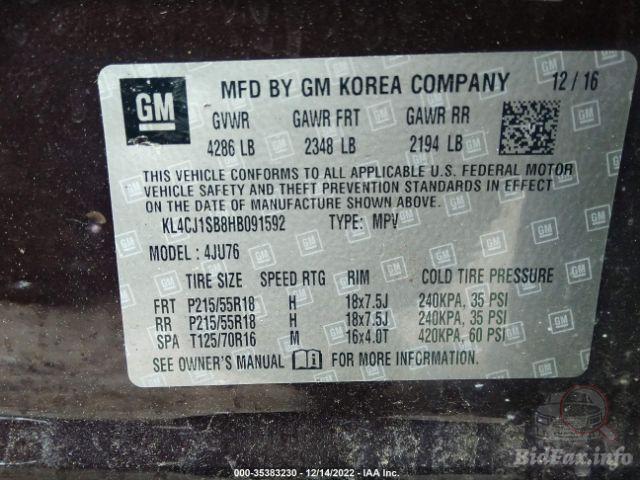 GM
MFD BY GM KOREA COMPANY 12 / 16
GVWR GAWR FRT GAWR RR
4286 LB 2348 LB 2194 LB
THIS VEHICLE CONFORMS TO ALL APPLICABLE U.S. FEDERAL MOTOR
VEHICLE SAFETY AND THEFT PREVENTION STANDARDS IN EFFECT
ON THE DATE OF MANUFACTURE SHOWN ABOVE.
KL4CJ1SB8HB091592 TYPE: MPV
MODEL : 4JU76
TIRE SIZE SPEED RTG RIM COLD TIRE PRESSURE
FRT P215/55R18 H 18x7.5J 240KPA, 35 PSI
RR P215/55R18 H 18x7.5J 240KPA, 35 PSI
SPA T125/70R16 M 16x4.0T 420KPA, 60 PSI
SEE OWNER'S MANUAL FOR MORE INFORMATION.
BidFax.info
000-35383230 - 12/14/2022 - IAA Inc.